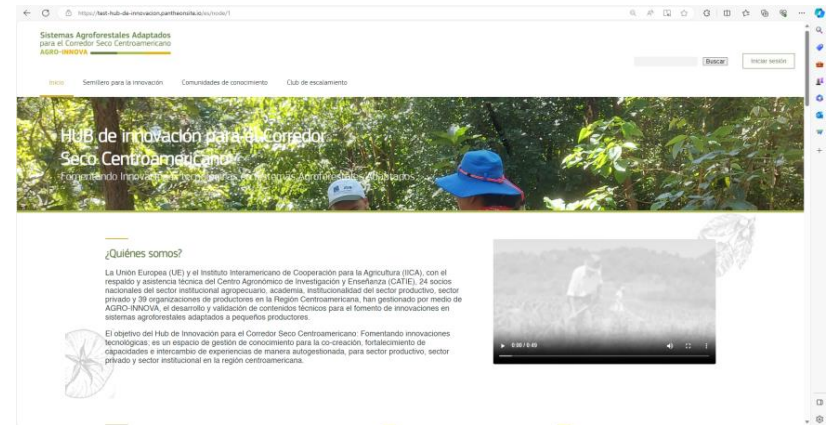 https://test-hub-de-innovacion.pantheonsite.io/es/node/1
Sistemas Agroforestales Adaptados
para el Corredor Seco Centroamericano
AGRO-INNOVA
Buscar
Iniciar sesión
Inicio
Semillero para la innovación
Comunidades de conocimiento
Club de escalamiento
HUB de innovación para el Corredor
Seco Centroamericano
Fomentando Innovaciones Tecnológicas en Sistemas Agroforestales Adaptados
¿Quiénes somos?
La Unión Europea (UE) y el Instituto Interamericano de Cooperación para la Agricultura (IICA), con el
respaldo y asistencia técnica del Centro Agronómico de Investigación y Enseñanza (CATIE), 24 socios
nacionales del sector institucional agropecuario, academia, institucionalidad del sector productivo, sector
privado y 39 organizaciones de productores en la Región Centroamericana, han gestionado por medio de
AGRO-INNOVA, el desarrollo y validación de contenidos técnicos para el fomento de innovaciones en
sistemas agroforestales adaptados a pequeños productores.
El objetivo del Hub de Innovación para el Corredor Seco Centroamericano: Fomentando innovaciones
tecnológicas; es un espacio de gestión de conocimiento para la co-creación, fortalecimiento de
capacidades e intercambio de experiencias de manera autogestionada, para sector productivo, sector
privado y sector institucional en la región centroamericana.
0:00 / 0:49